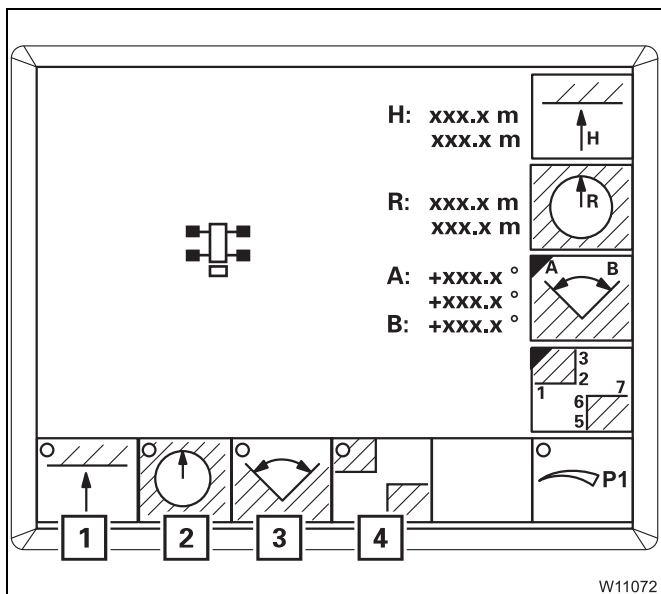 H: xxx.x m
xxx.x m
H
R: xxx.x m
xxx.x m
R
A: +xxx.x °
+xxx.x °
B: +xxx.x °
A B
3
2
1
7
6
5
P1
1 2 3 4
W11072